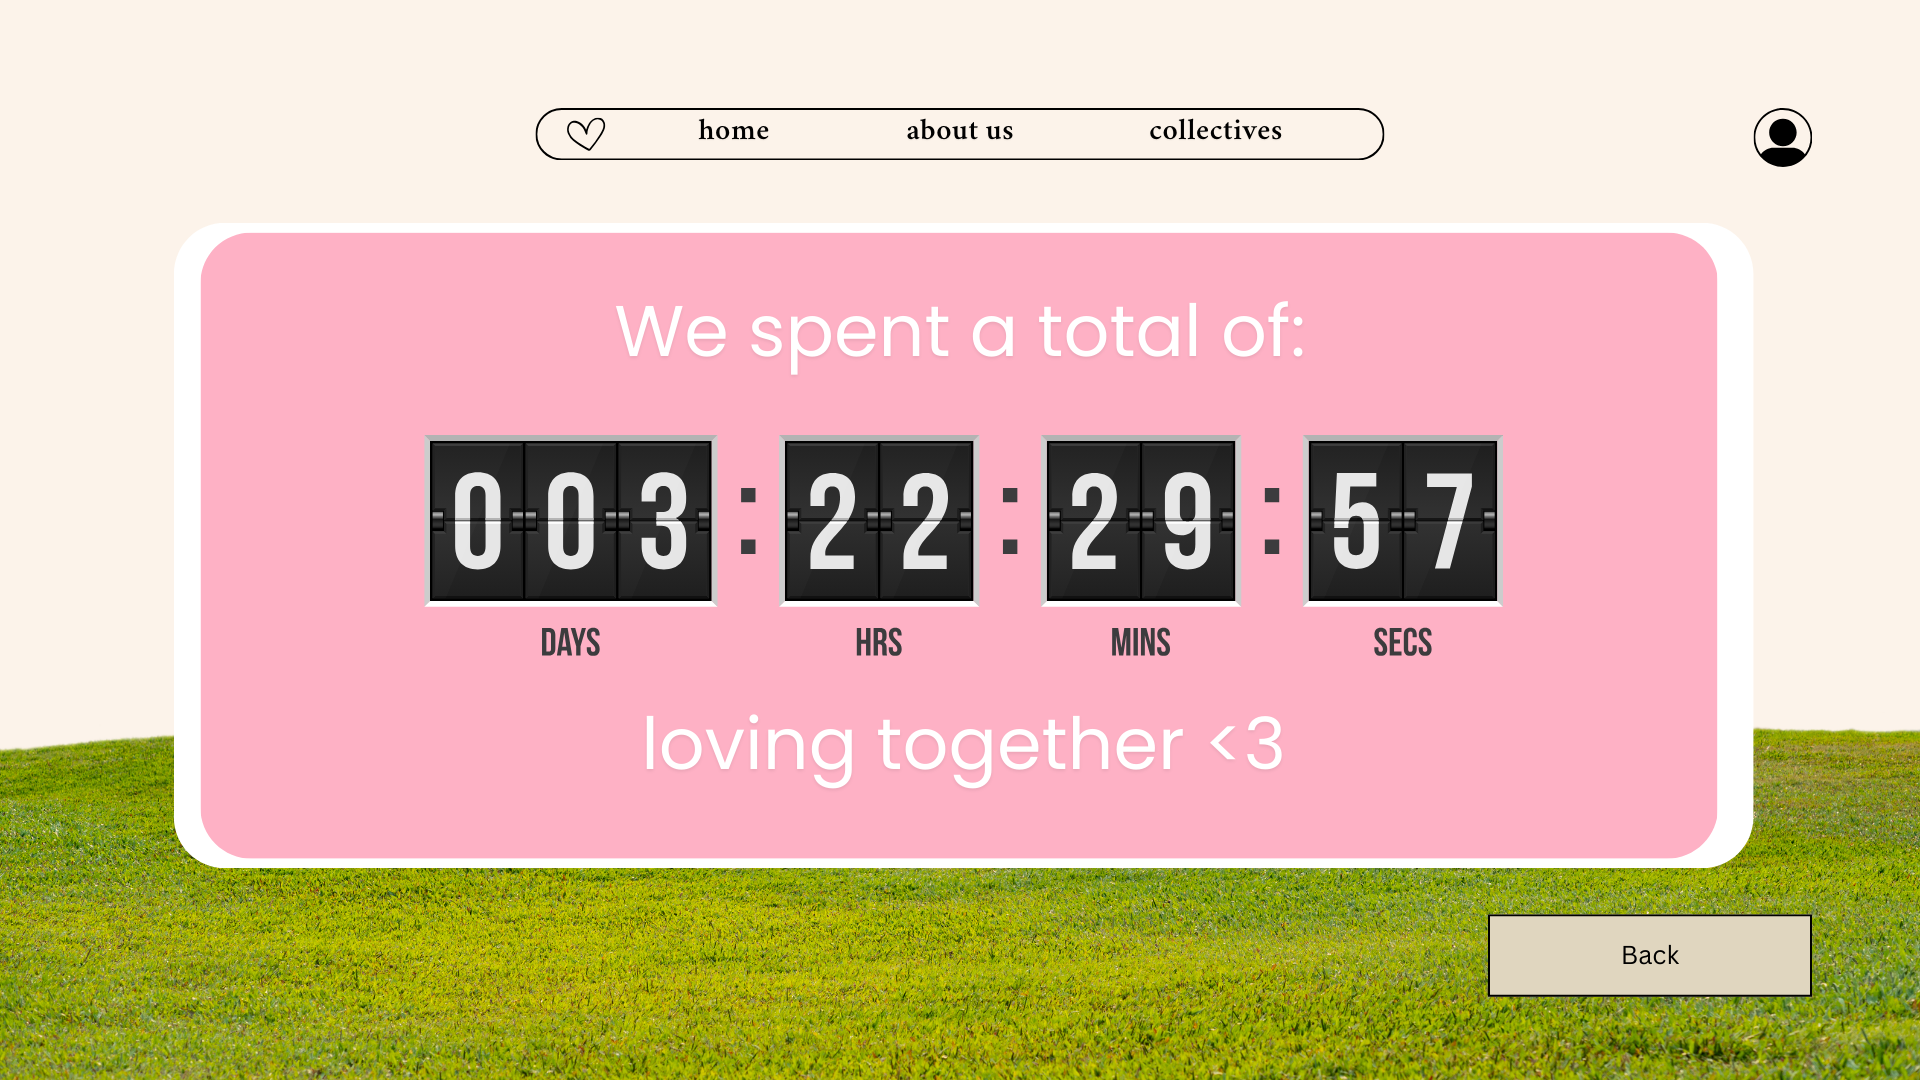 home about us collectives
We spent a total of:
003 : 22 : 29 : 57
DAYS HRS MINS SECS
loving together <3
Back